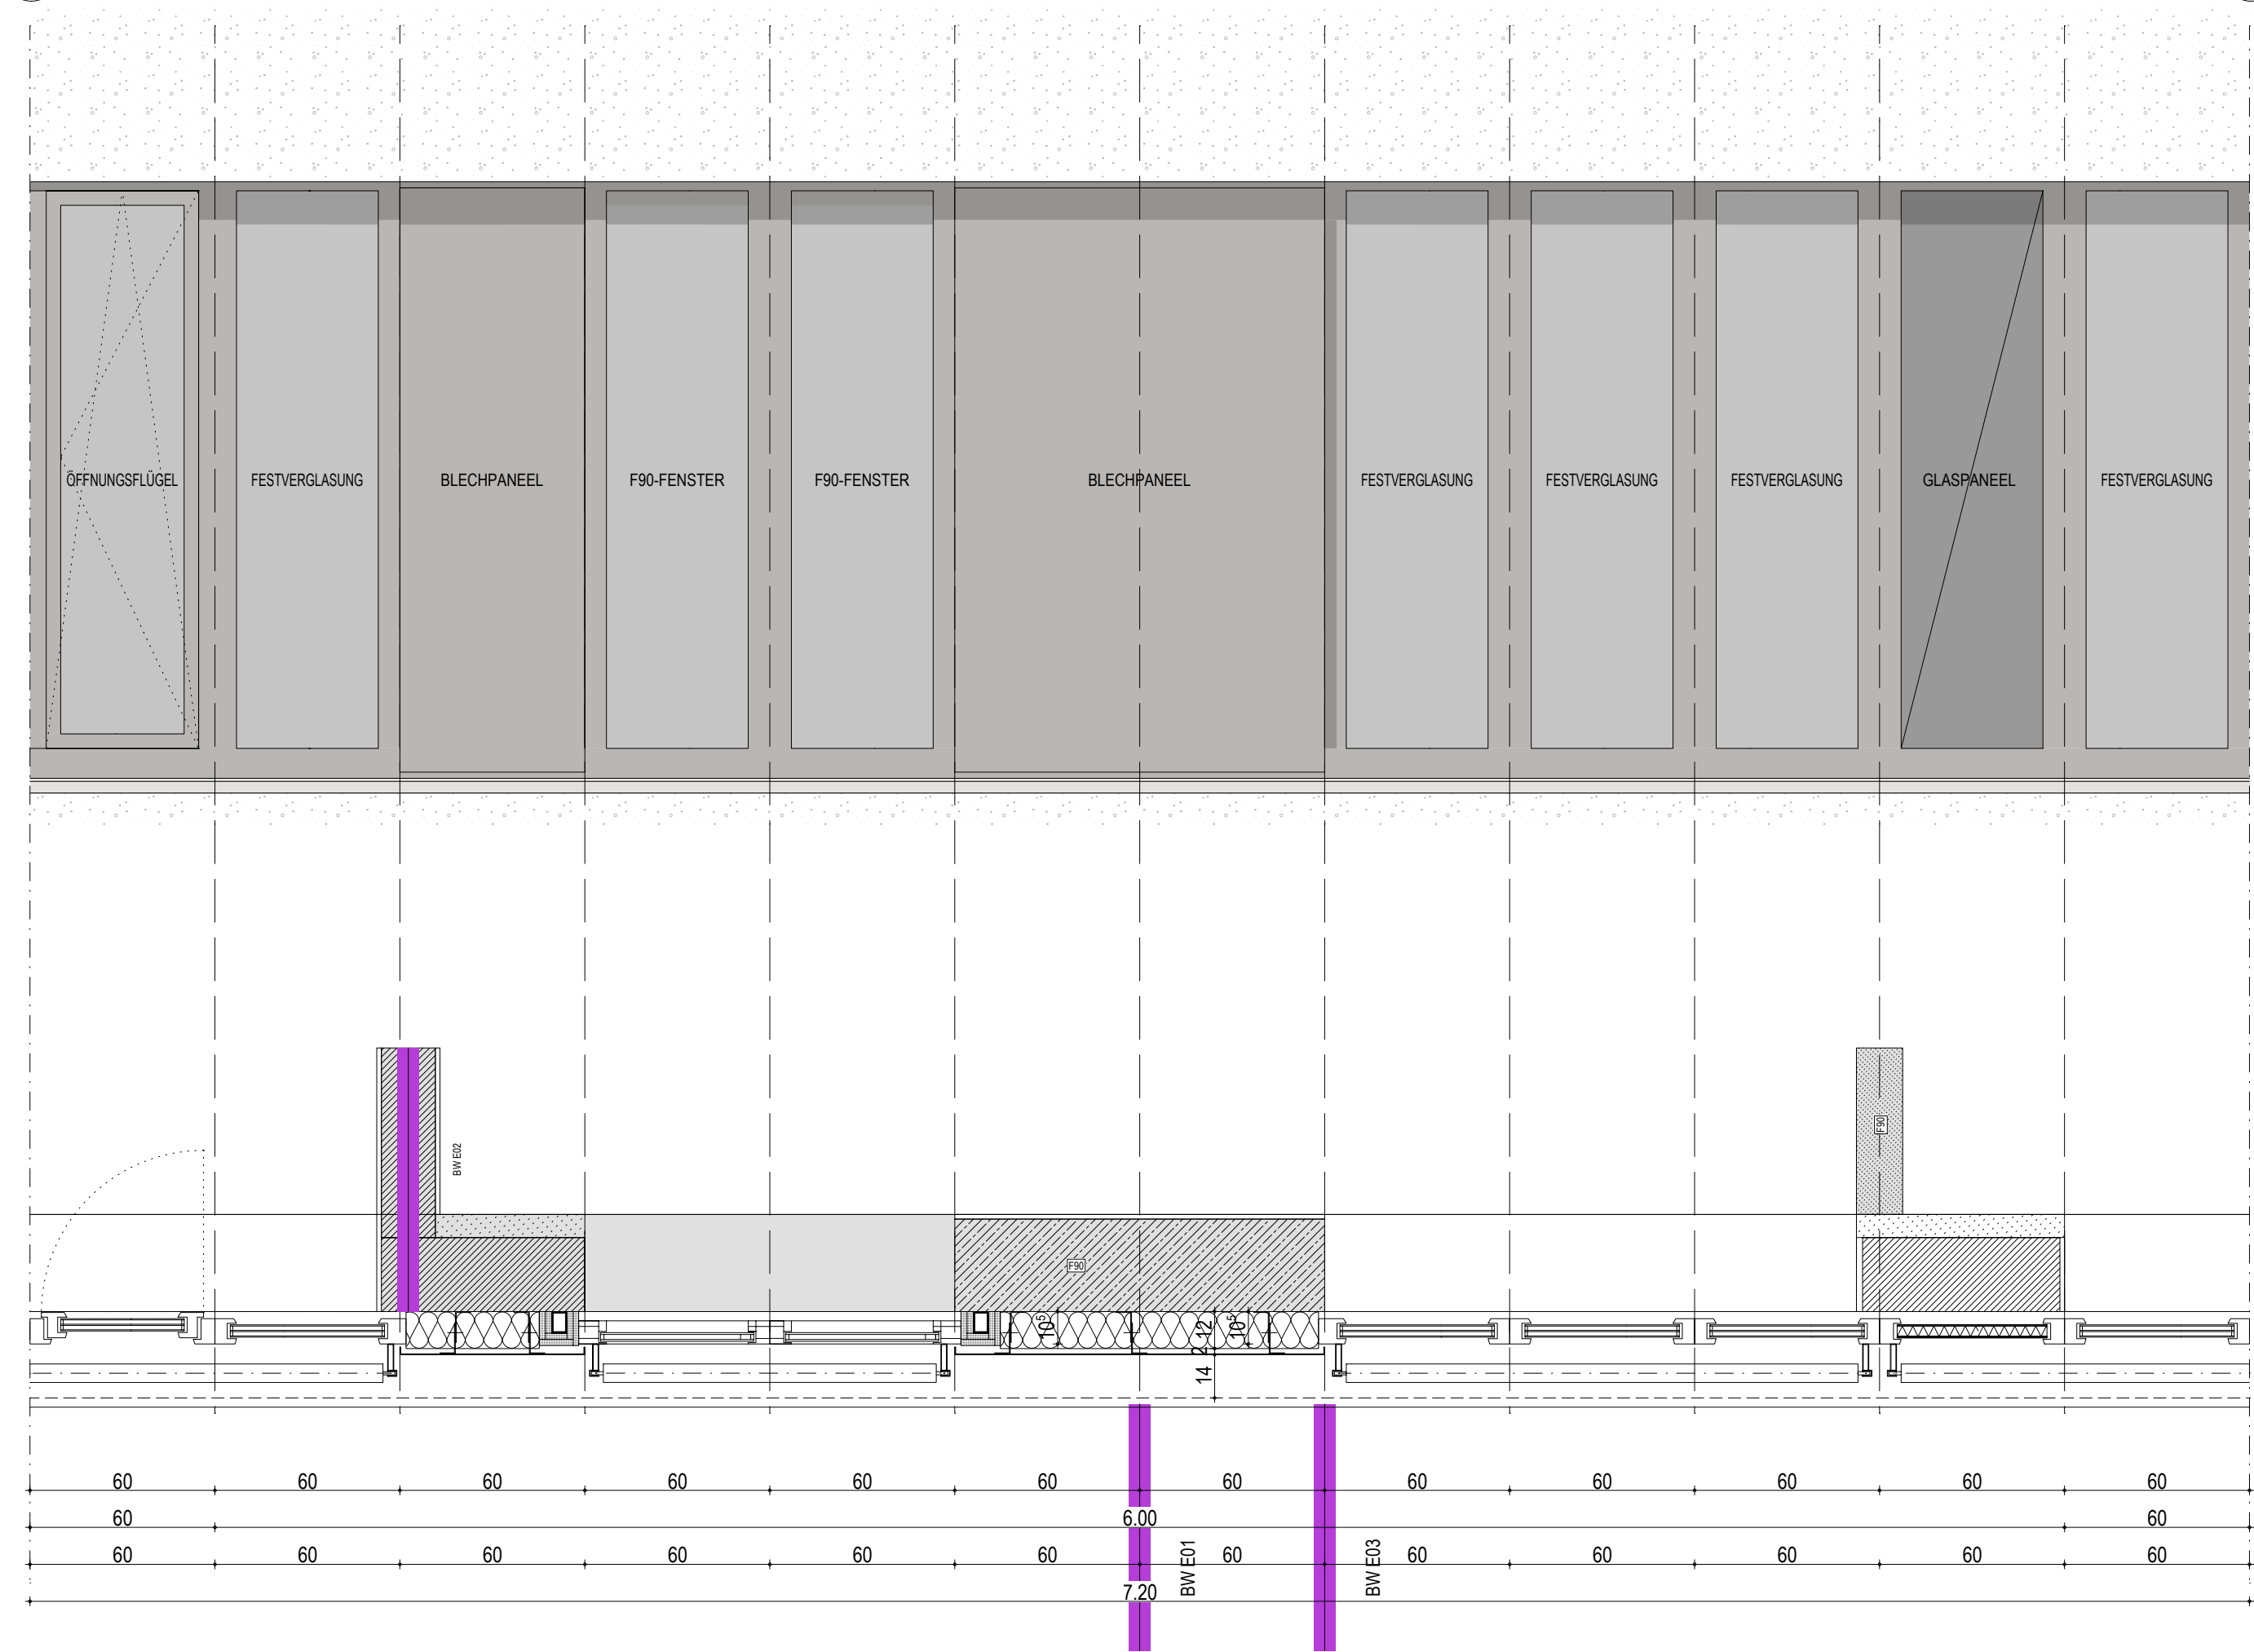 ÖFFNUNGSFLÜGEL
FESTVERGLASUNG
BLECHPANEEL
F90-FENSTER
F90-FENSTER
BLECHPANEEL
FESTVERGLASUNG
FESTVERGLASUNG
FESTVERGLASUNG
GLASPANEEL
FESTVERGLASUNG
BW E02
F90
F90
10⁵
2 12
10⁵
14
60 60 60 60 60 60 60 60 60 60 60 60
60 6.00 60
60 60 60 60 60 60 60 60 60 60 60 60
7.20
BW E01
BW E03